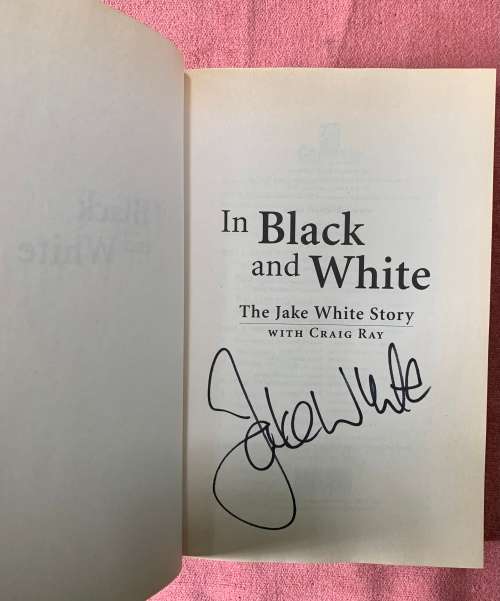 In Black
and White
The Jake White Story
WITH CRAIG RAY
Jake White